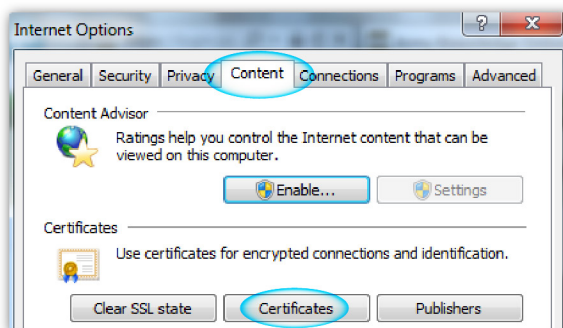 Internet Options
General Security Privacy Content Connections Programs Advanced
Content Advisor
Ratings help you control the Internet content that can be
viewed on this computer.
Enable... Settings
Certificates
Use certificates for encrypted connections and identification.
Clear SSL state Certificates Publishers